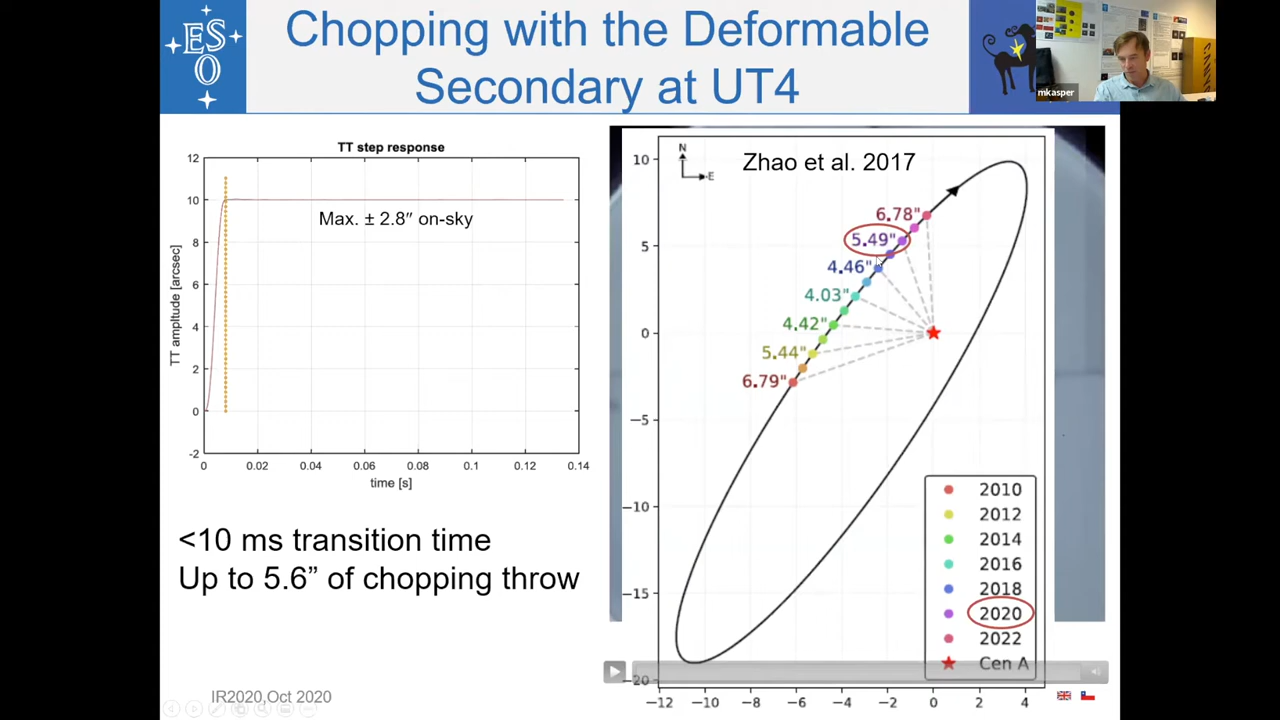 ES
O
Chopping with the Deformable
Secondary at UT4
mkasper
TT step response
12
10
8
6
4
2
0
-2
TT ampltude [arcsec]
Max. ± 2.8″ on-sky
0
0.02
0.04
0.06
0.08
0.1
0.12
0.14
time [s]
<10 ms transition time
Up to 5.6” of chopping throw
IR2020,Oct 2020
Zhao et al. 2017
N
E
10
5
0
−5
−10
−15
−20
6.78"
5.49"
4.46"
4.03"
4.42"
5.44"
6.79"
2010
2012
2014
2016
2018
2020
2022
Cen A
−12
−10
−8
−6
−4
−2
0
2
4